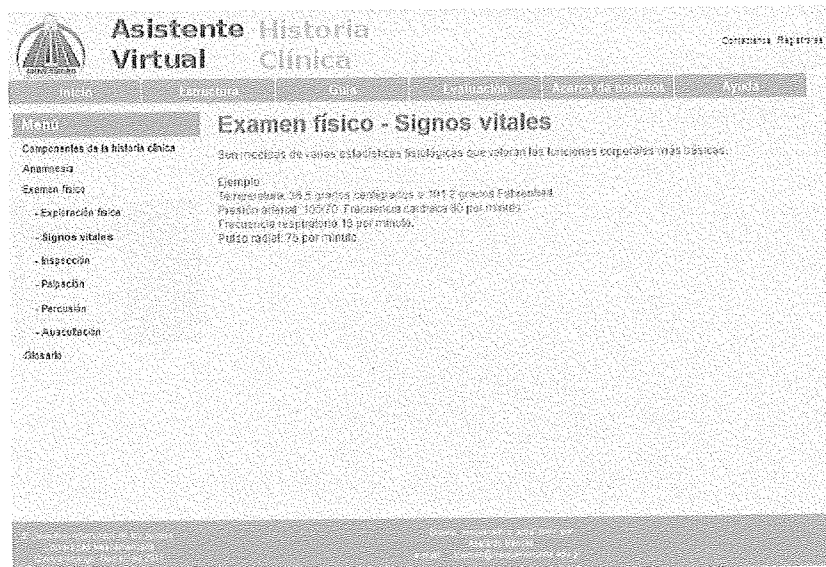 Asistente Historia
Virtual Clínica
Conectarse Registrarse
Inicio Estructura Guía Evaluación Acerca de nosotros Ayuda
Menú
Componentes de la historia clínica
Anamnesis
Examen físico
- Exploración física
- Signos vitales
- Inspección
- Palpación
- Percusión
- Auscultación
Glosario
Examen físico - Signos vitales
Son medidas de varias estadísticas fisiológicas que valoran las funciones corporales más básicas.
Ejemplo
Temperatura: 38.5 grados centígrados o 101.2 grados Fahrenheit
Presión arterial: 100/70. Frecuencia cardiaca 80 por minuto
Frecuencia respiratoria 18 por minuto.
Pulso radial: 75 por minuto